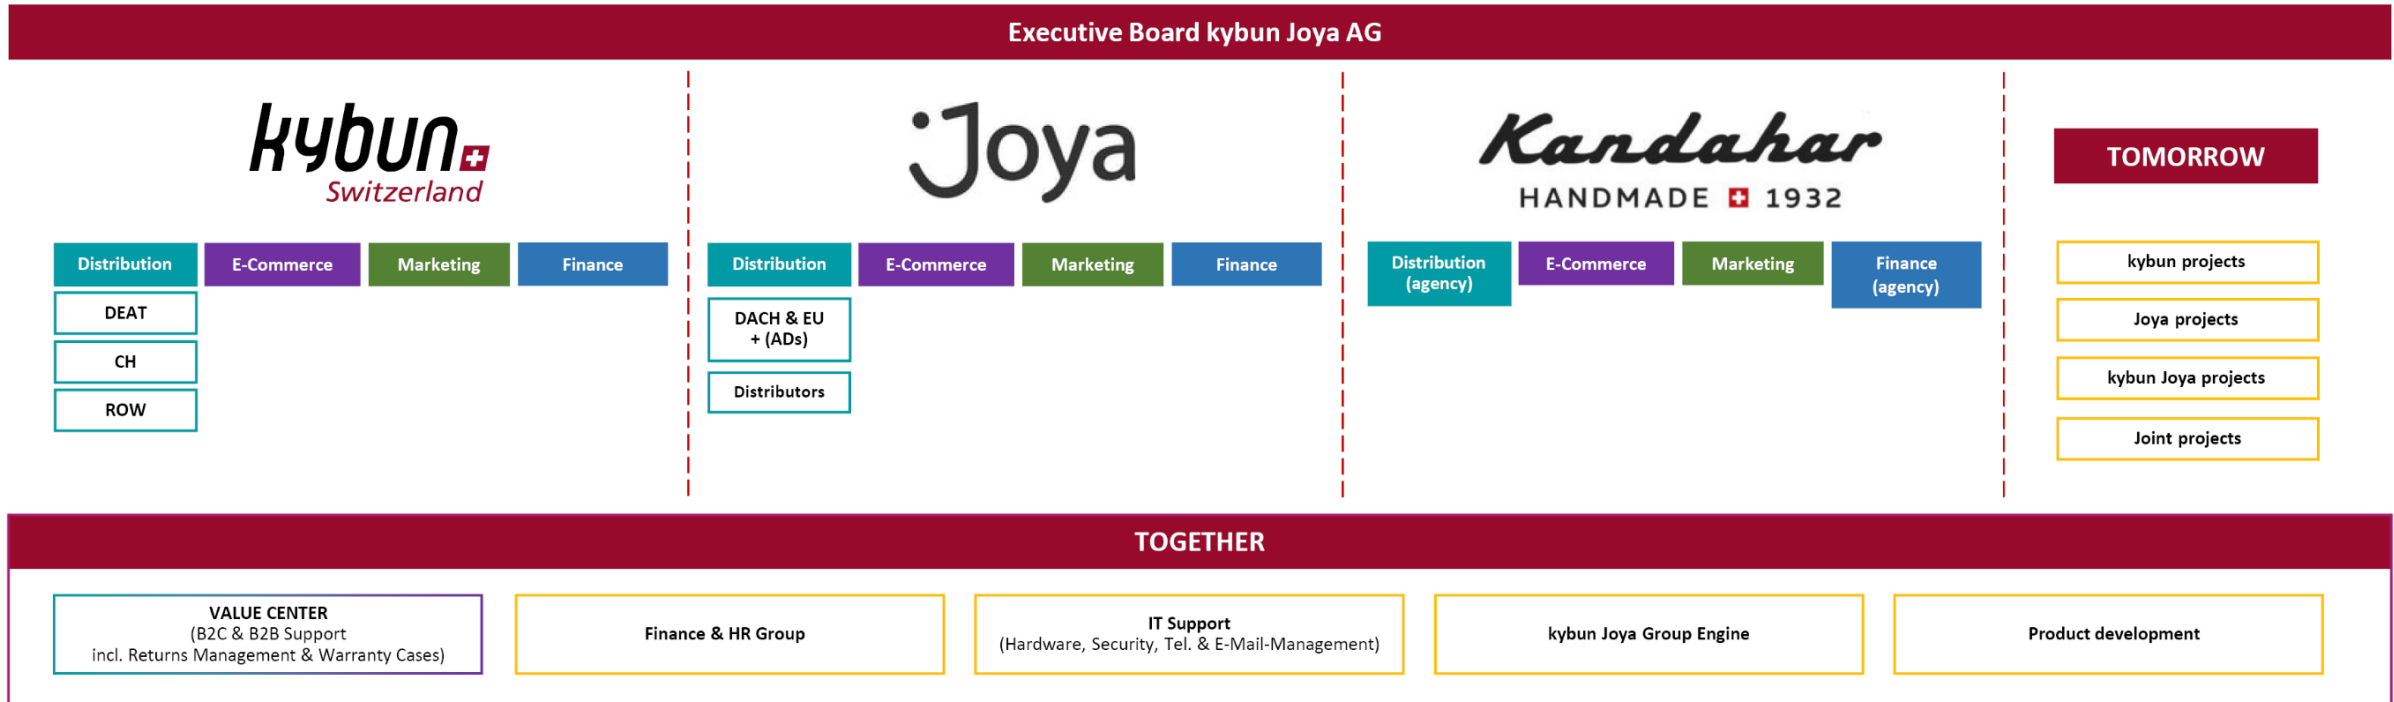 Executive Board kybun Joya AG
kybun
Switzerland
Joya
Kandahar
HANDMADE 1932
TOMORROW
Distribution
E-Commerce
Marketing
Finance
DEAT
CH
ROW
Distribution
E-Commerce
Marketing
Finance
DACH & EU
+ (ADs)
Distributors
Distribution
(agency)
E-Commerce
Marketing
Finance
(agency)
kybun projects
Joya projects
kybun Joya projects
Joint projects
TOGETHER
VALUE CENTER
(B2C & B2B Support
incl. Returns Management & Warranty Cases)
Finance & HR Group
IT Support
(Hardware, Security, Tel. & E-Mail-Management)
kybun Joya Group Engine
Product development